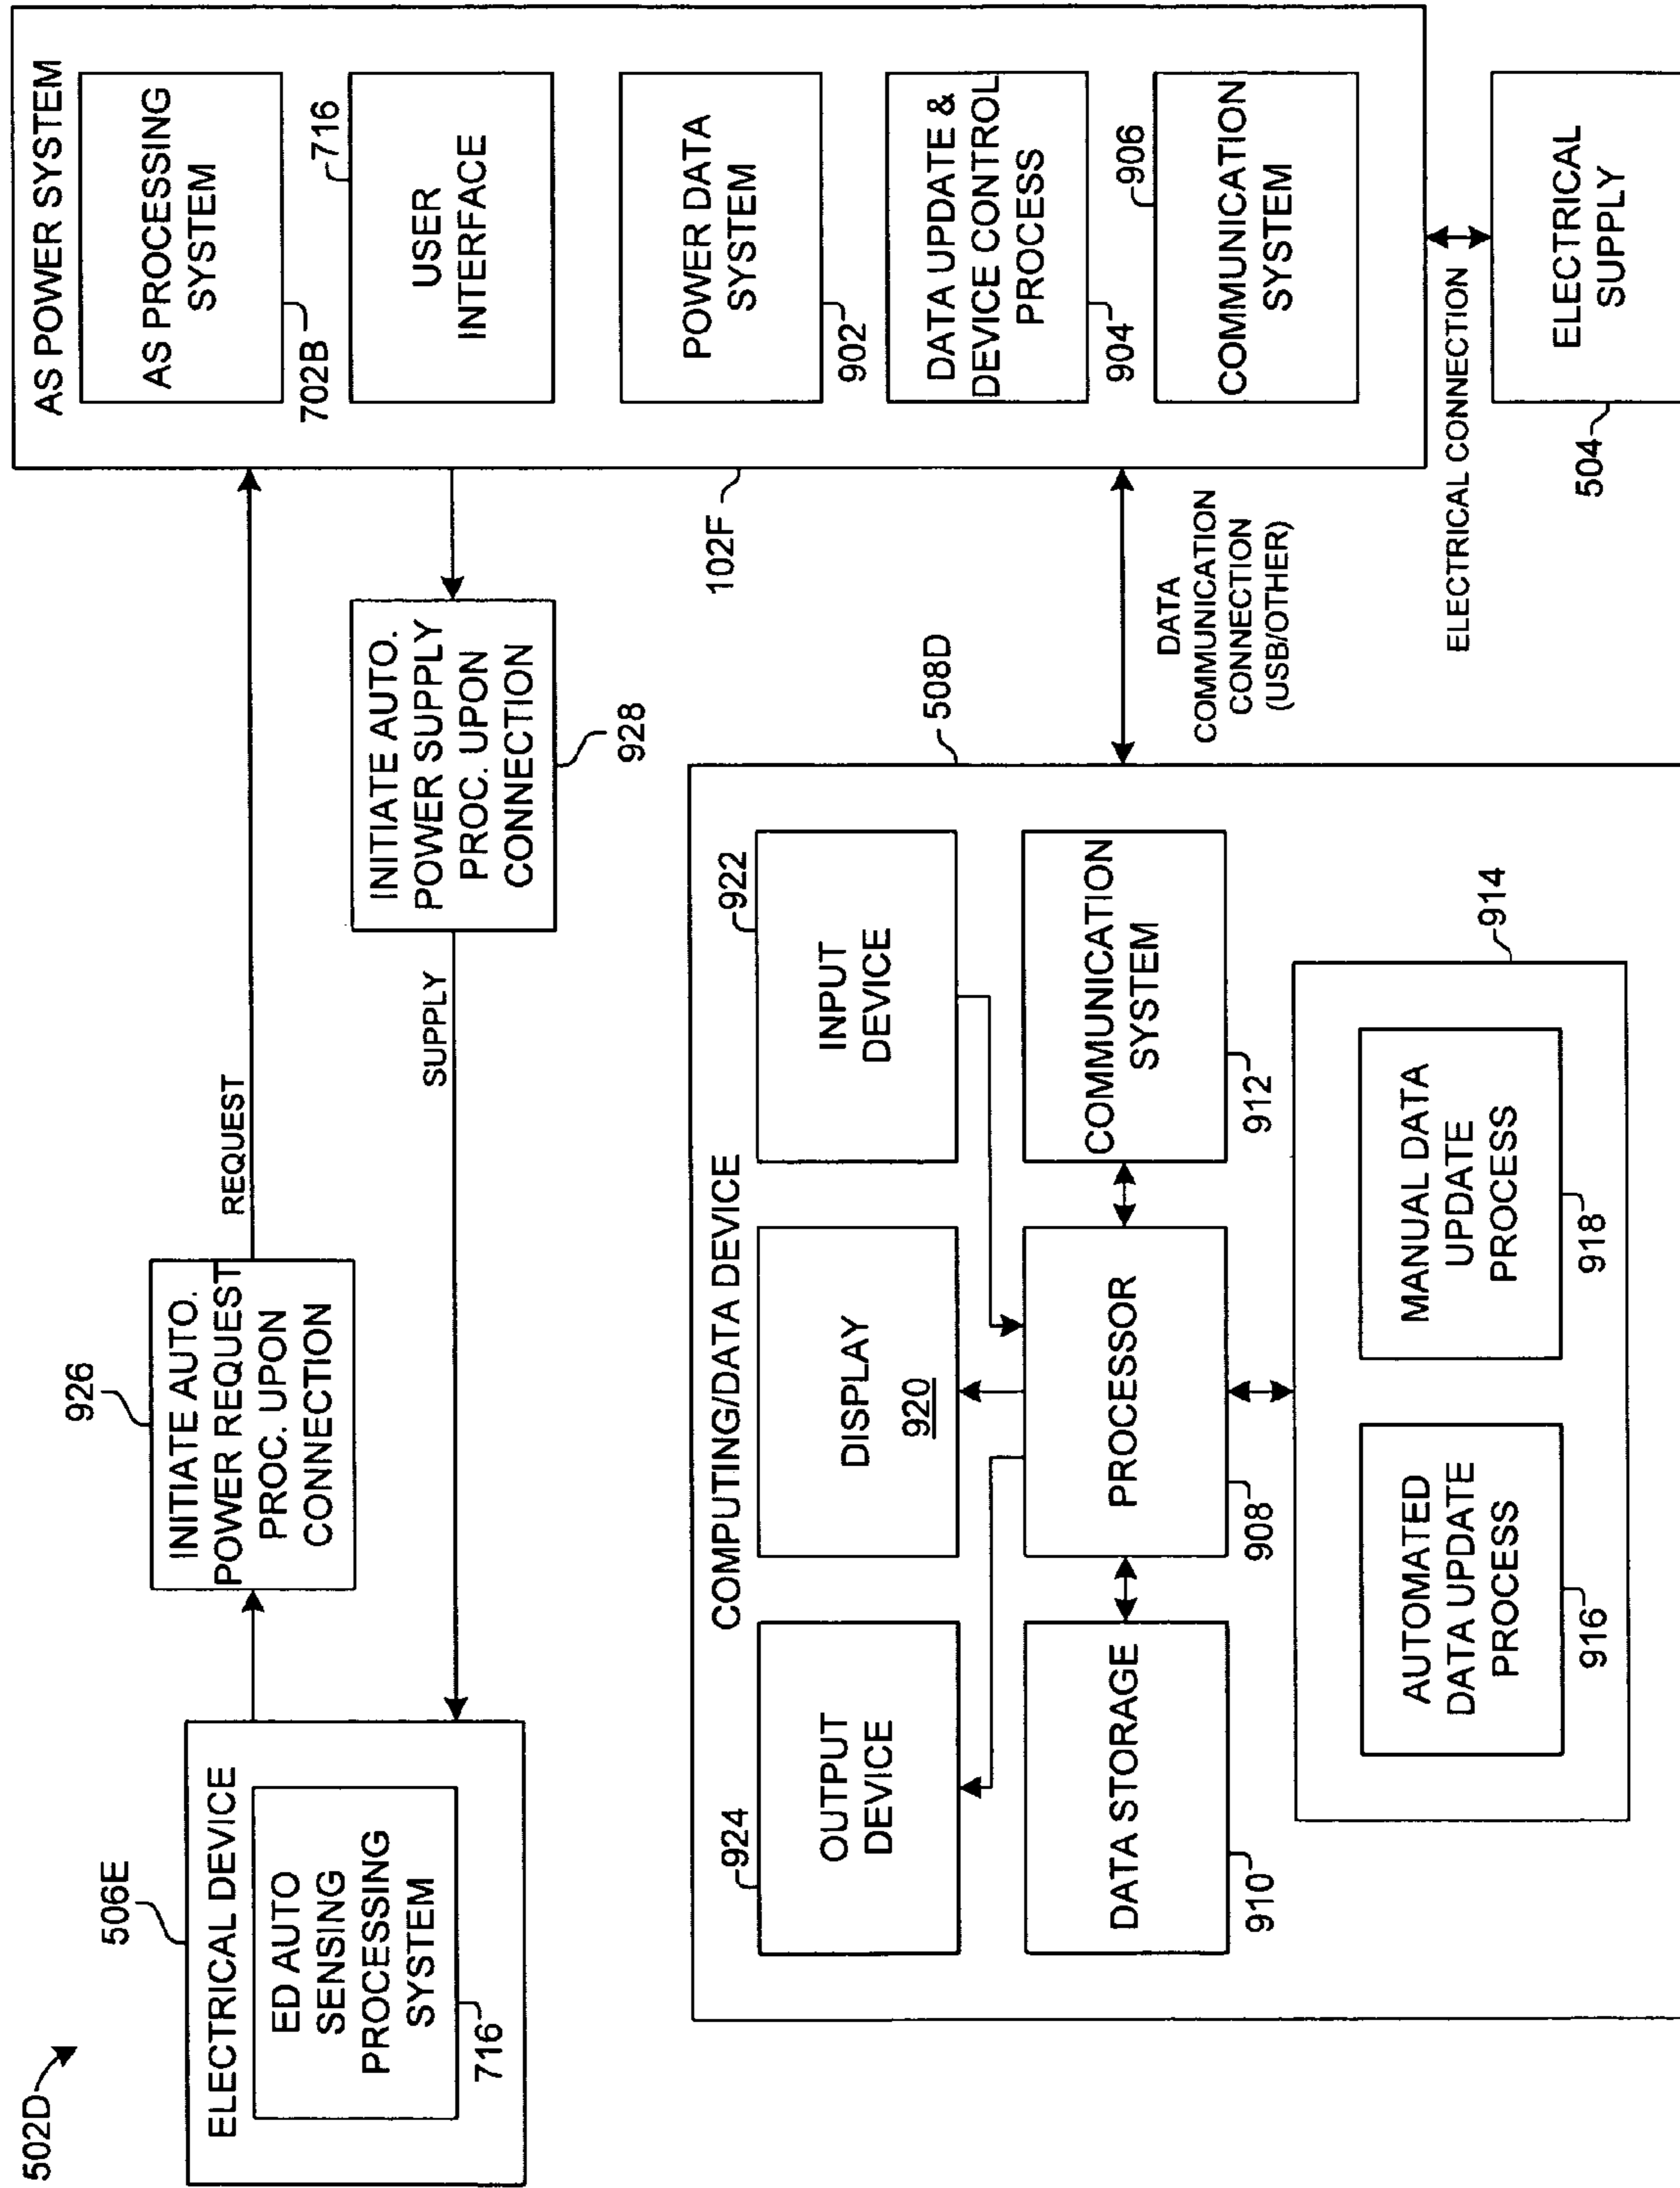 502D
506E
ELECTRICAL DEVICE
ED AUTO
SENSING
PROCESSING
SYSTEM
716
926
INITIATE AUTO.
POWER REQUEST
PROC. UPON
CONNECTION
REQUEST
SUPPLY
INITIATE AUTO.
POWER SUPPLY
PROC. UPON
CONNECTION
928
AS POWER SYSTEM
AS PROCESSING
SYSTEM
702B
716
USER
INTERFACE
POWER DATA
SYSTEM
902
DATA UPDATE &
DEVICE CONTROL
PROCESS
904
906
COMMUNICATION
SYSTEM
102F
DATA
COMMUNICATION
CONNECTION
(USB/OTHER)
ELECTRICAL CONNECTION
ELECTRICAL
SUPPLY
504
508D
COMPUTING/DATA DEVICE
924
OUTPUT
DEVICE
DISPLAY
920
922
INPUT
DEVICE
DATA STORAGE
910
PROCESSOR
908
COMMUNICATION
SYSTEM
912
914
AUTOMATED
DATA UPDATE
PROCESS
916
MANUAL DATA
UPDATE
PROCESS
918